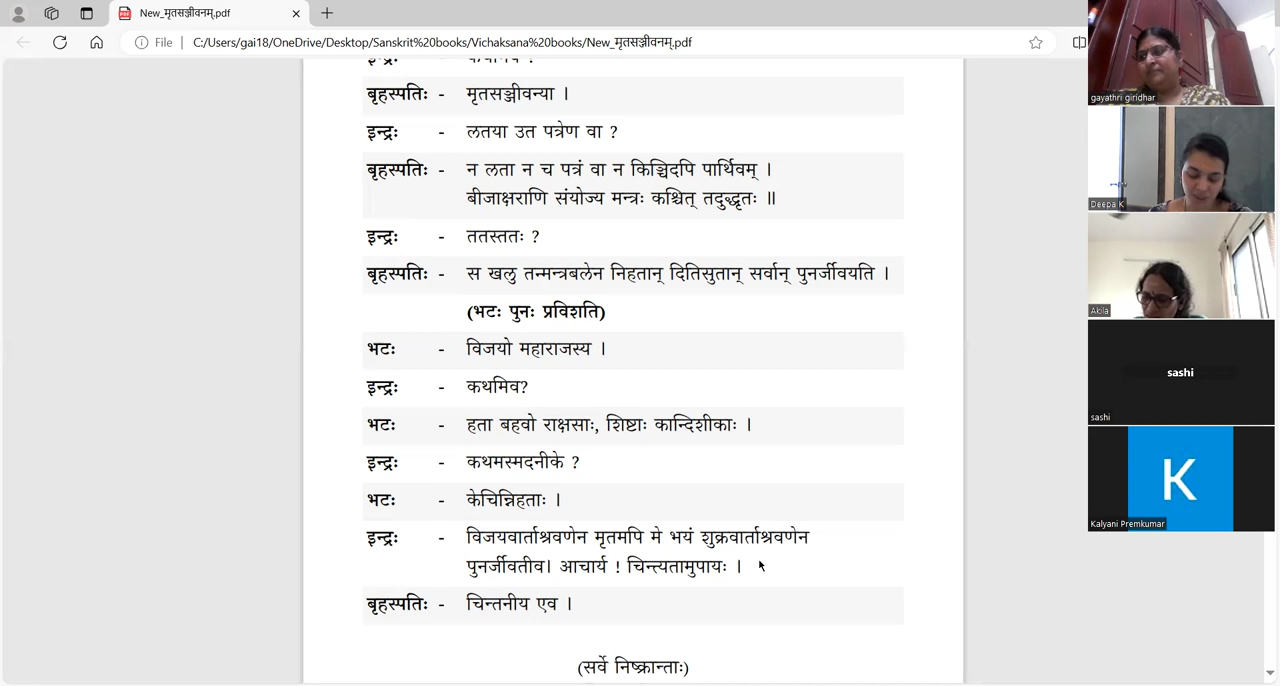 New_मृतसञ्जीवनम्.pdf
File C:/Users/gai18/OneDrive/Desktop/Sanskrit%20books/Vichaksana%20books/New_मृतसञ्जीवनम्.pdf
इन्द्रः - कथमिव ?
बृहस्पतिः - मृतसञ्जीवन्या ।
इन्द्रः - लतया उत पत्रेण वा ?
बृहस्पतिः - न लता न च पत्रं वा न किञ्चिदपि पार्थिवम् ।
बीजाक्षराणि संयोज्य मन्त्रः कश्चित् तदुद्धृतः ॥
इन्द्रः - ततस्ततः ?
बृहस्पतिः - स खलु तन्मन्त्रबलेन निहतान् दितिसुतान् सर्वान् पुनर्जीवयति ।
(भटः पुनः प्रविशति)
भटः - विजयो महाराजस्य ।
इन्द्रः - कथमिव?
भटः - हता बहवो राक्षसाः, शिष्टाः कान्दिशीकाः ।
इन्द्रः - कथमस्मदनीके ?
भटः - केचिन्निहताः ।
इन्द्रः - विजयवार्ताश्रवणेन मृतमपि मे भयं शुक्रवार्ताश्रवणेन
पुनर्जीवतीव। आचार्य ! चिन्त्यतामुपायः ।
बृहस्पतिः - चिन्तनीय एव ।
(सर्वे निष्क्रान्ताः)
gayathri giridhar
Deepa K
Akila
sashi
sashi
K
Kalyani Premkumar